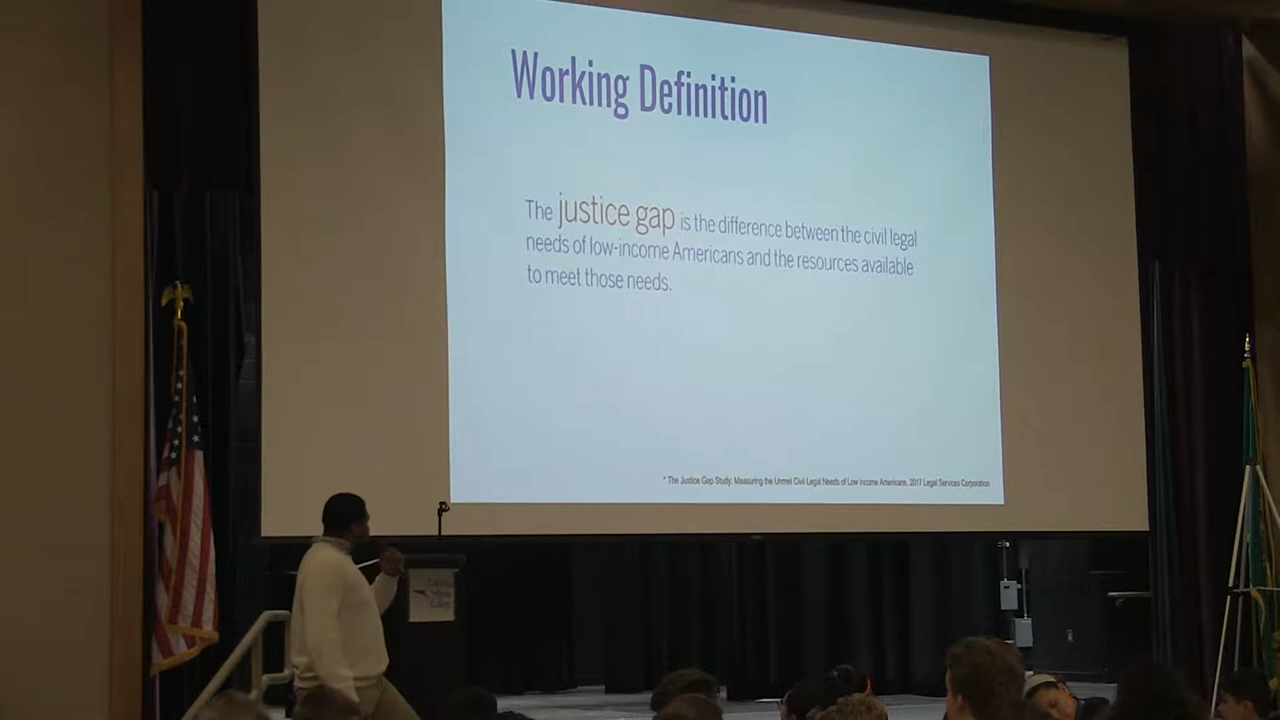 Working Definition
The justice gap is the difference between the civil legal
needs of low-income Americans and the resources available
to meet those needs.
* The Justice Gap Study: Measuring the Unmet Civil Legal Needs of Low income Americans, 2017 Legal Services Corporation